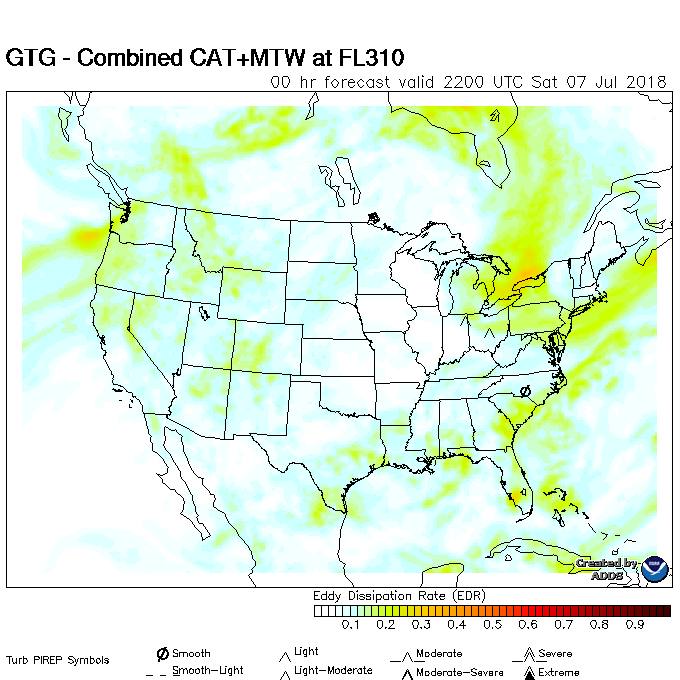 GTG - Combined CAT+MTW at FL310
00 hr forecast valid 2200 UTC Sat 07 Jul 2018
Created by
ADDS
Eddy Dissipation Rate (EDR)
0.1 0.2 0.3 0.4 0.5 0.6 0.7 0.8 0.9
Turb PIREP Symbols
Smooth Light Moderate Severe
Smooth-Light Light-Moderate Moderate-Severe Extreme